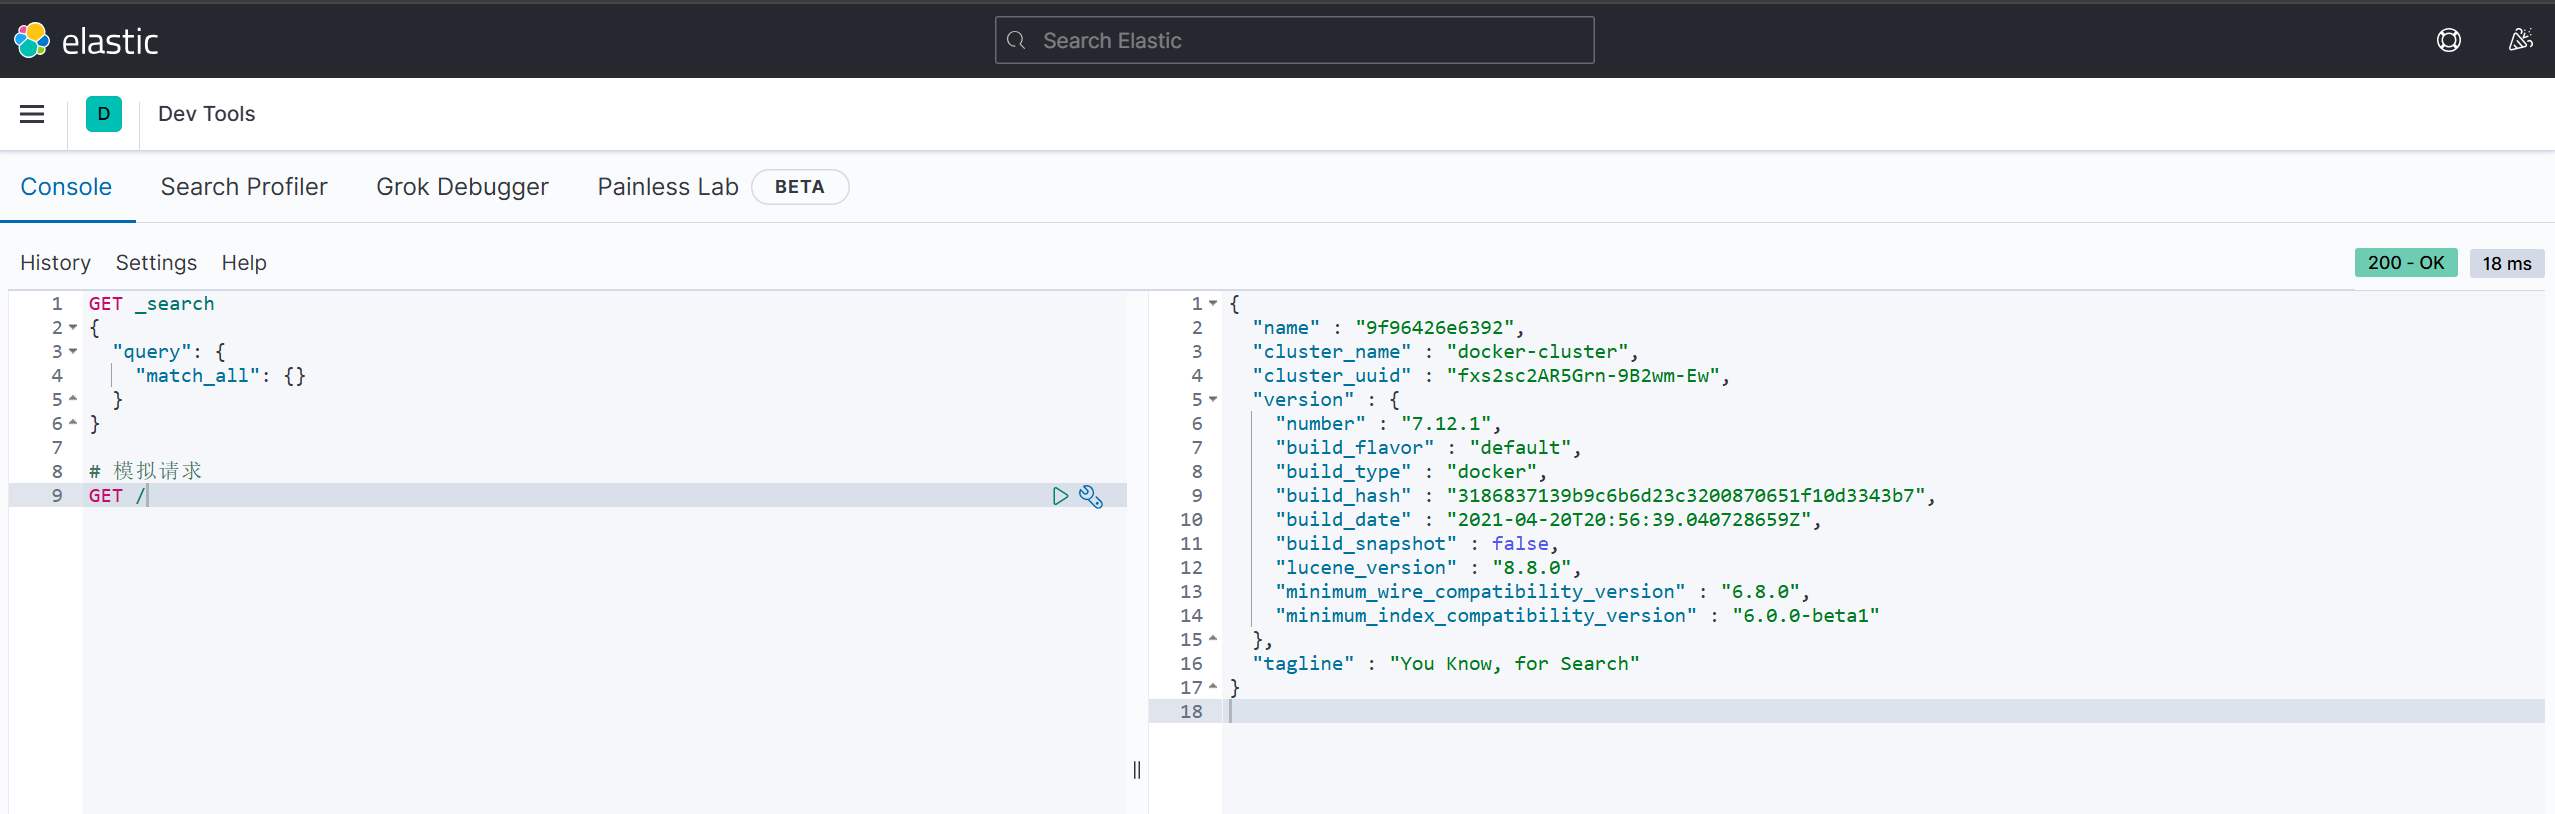 elastic
Search Elastic
D
Dev Tools
Console Search Profiler Grok Debugger Painless Lab BETA
History Settings Help
200 - OK 18 ms
1 GET _search
2 {
3 "query": {
4 "match_all": {}
5 }
6 }
7
8 # 模拟请求
9 GET /
1 {
2 "name" : "9f96426e6392",
3 "cluster_name" : "docker-cluster",
4 "cluster_uuid" : "fxs2sc2AR5Grn-9B2wm-Ew",
5 "version" : {
6 "number" : "7.12.1",
7 "build_flavor" : "default",
8 "build_type" : "docker",
9 "build_hash" : "3186837139b9c6b6d23c3200870651f10d3343b7",
10 "build_date" : "2021-04-20T20:56:39.040728659Z",
11 "build_snapshot" : false,
12 "lucene_version" : "8.8.0",
13 "minimum_wire_compatibility_version" : "6.8.0",
14 "minimum_index_compatibility_version" : "6.0.0-beta1"
15 },
16 "tagline" : "You Know, for Search"
17 }
18